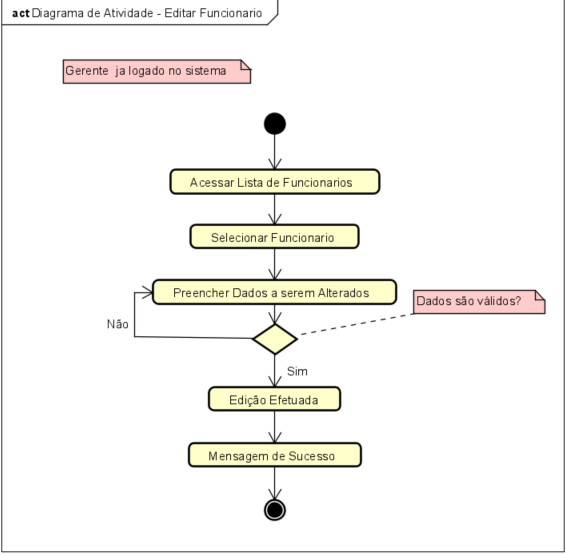 act Diagrama de Atividade - Editar Funcionario
Gerente ja logado no sistema
Acessar Lista de Funcionarios
Selecionar Funcionario
Preencher Dados a serem Alterados
Dados são válidos?
Não
Sim
Edição Efetuada
Mensagem de Sucesso